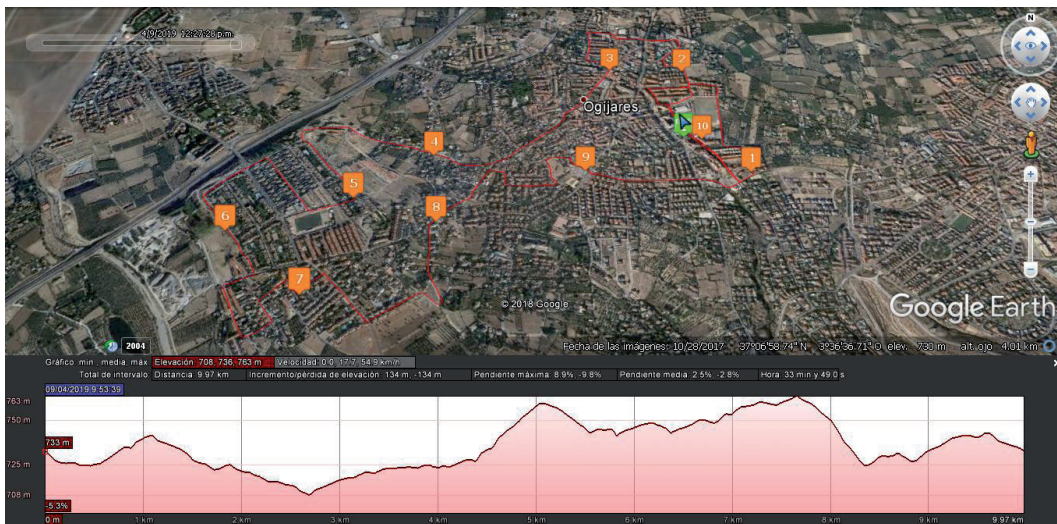 4/9/2019 12:27:28 p.m.
N
3
2
Ogíjares
10
1
4
9
5
8
6
7
© 2018 Google
Google Earth
2004
Fecha de las imágenes: 10/28/2017 37°06'58.74" N 3°36'36.71" O elev. 730 m alt. ojo 4.01 km
Gráfico: mín., media, máx. Elevación: 708, 736, 763 m Velocidad: 0.0, 17.7, 54.9 km/h
Total de intervalo: Distancia: 9.97 km Incremento/pérdida de elevación: 134 m, -134 m Pendiente máxima: 8.9%, -9.8% Pendiente media: 2.5%, -2.8% Hora: 33 min y 49.0 s
09/04/2019 9:53:39
763 m
750 m
733 m
725 m
708 m
-5.3%
0 m 1 km 2 km 3 km 4 km 5 km 6 km 7 km 8 km 9 km 9.97 km